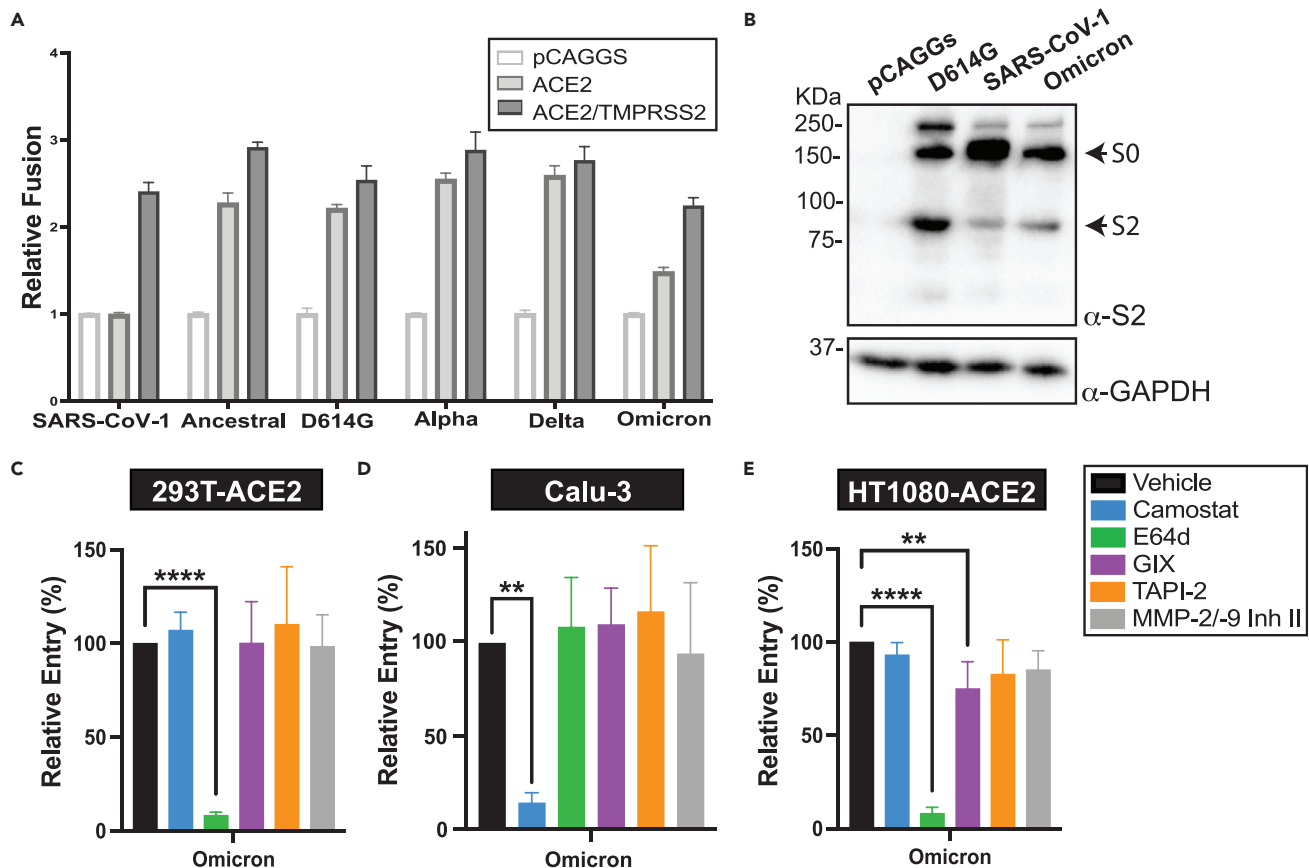 A
Relative Fusion
4
3
2
1
1
pCAGGS
ACE2
ACE2/TMPRSS2
SARS-CoV-1 Ancestral D614G Alpha Delta Omicron
B
pCAGGs D614G SARS-CoV-1 Omicron
KDa
250-
150-
100-
75-
S0
S2
α-S2
37-
α-GAPDH
C
293T-ACE2
Relative Entry (%)
150
100
50
0
****
Omicron
D
Calu-3
Relative Entry (%)
150
100
50
0
**
Omicron
E
HT1080-ACE2
Relative Entry (%)
150
100
50
0
**
****
Omicron
Vehicle
Camostat
E64d
GIX
TAPI-2
MMP-2/-9 Inh II